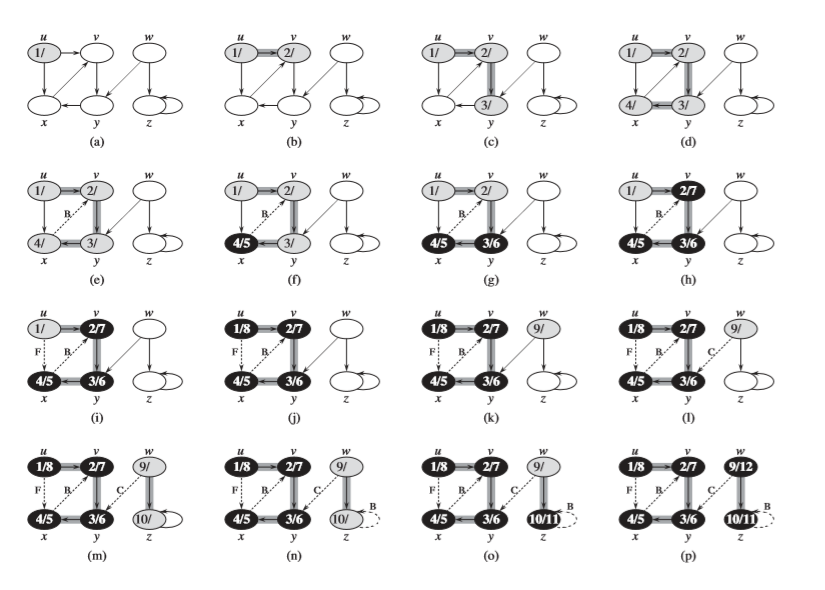 u v w u v w u v w u v w
1/ 1/ 2/ 1/ 2/ 1/ 2/
3/ 4/ 3/
x y z x y z x y z x y z
(a) (b) (c) (d)
u v w u v w u v w u v w
1/ 2/ 1/ 2/ 1/ 2/ 1/ 2/7
B B B B
4/ 3/ 4/5 3/ 4/5 3/6 4/5 3/6
x y z x y z x y z x y z
(e) (f) (g) (h)
u v w u v w u v w u v w
1/ 2/7 1/8 2/7 1/8 2/7 9/ 1/8 2/7 9/
F B F B F B F B C
4/5 3/6 4/5 3/6 4/5 3/6 4/5 3/6
x y z x y z x y z x y z
(i) (j) (k) (l)
u v w u v w u v w u v w
1/8 2/7 9/ 1/8 2/7 9/ 1/8 2/7 9/ 1/8 2/7 9/12
F B C F B C B F B C B F B C B
4/5 3/6 10/ 4/5 3/6 10/ 4/5 3/6 10/11 4/5 3/6 10/11
x y z x y z x y z x y z
(m) (n) (o) (p)